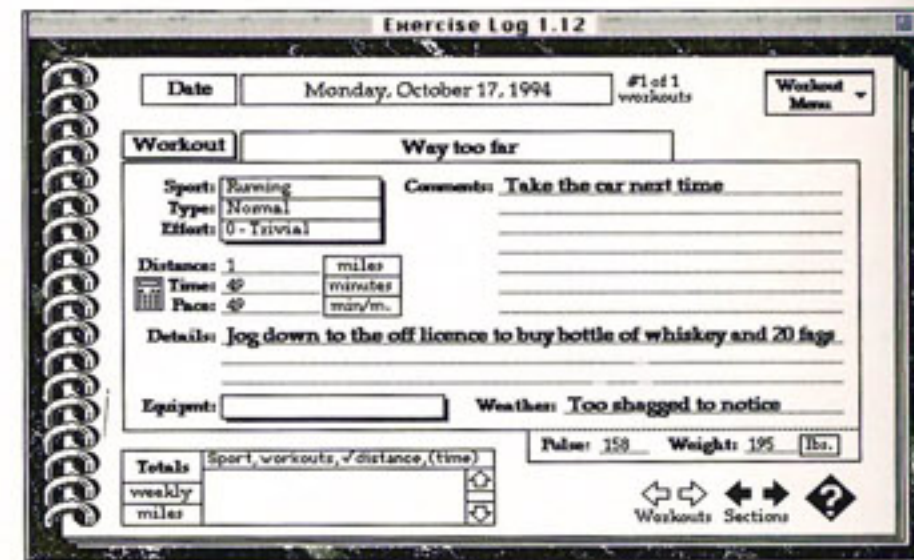 Exercise Log 1.12
Date Monday, October 17, 1994 #1 of 1 workouts Workout Menu
Workout Way too far
Sport: Running Comments: Take the car next time
Type: Normal
Effort: 0 - Trivial
Distance: 1 miles
Time: 49 minutes
Pace: 49 min/m.
Details: Jog down to the off licence to buy bottle of whiskey and 20 fags
Equipmt: Weather: Too shagged to notice
Pulse: 158 Weight: 195 lbs.
Totals Sport, workouts, √distance, (time)
weekly
miles
Workouts Sections ?